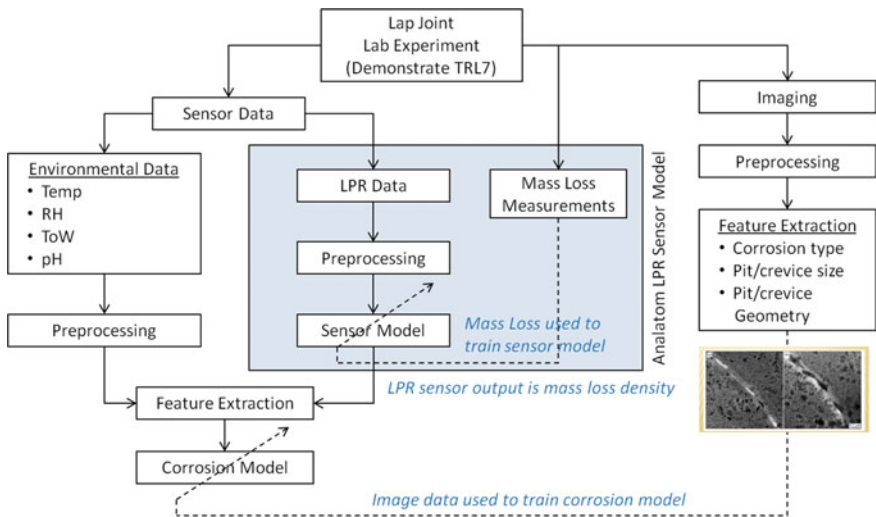 Lap Joint
Lab Experiment
(Demonstrate TRL7)
Sensor Data
Imaging
Environmental Data
• Temp
• RH
• ToW
• pH
LPR Data
Mass Loss
Measurements
Preprocessing
Preprocessing
Feature Extraction
• Corrosion type
• Pit/crevice size
• Pit/crevice
Geometry
Preprocessing
Sensor Model
Mass Loss used to
train sensor model
Analatom LPR Sensor Model
LPR sensor output is mass loss density
Feature Extraction
Corrosion Model
Image data used to train corrosion model